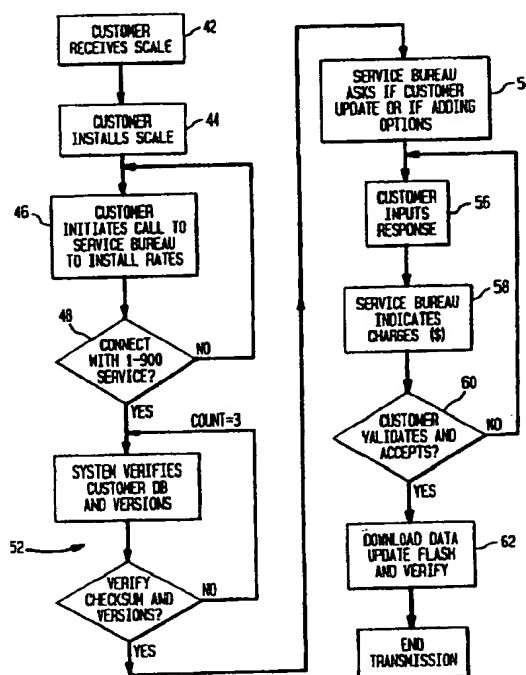 CUSTOMER
RECEIVES SCALE
42
CUSTOMER
INSTALLS SCALE
44
46
CUSTOMER
INITIATES CALL TO
SERVICE BUREAU
TO INSTALL RATES
48
CONNECT
WITH 1-900
SERVICE?
NO
YES
COUNT=3
SYSTEM VERIFIES
CUSTOMER DB
AND VERSIONS
52
VERIFY
CHECKSUM AND
VERSIONS?
NO
YES
SERVICE BUREAU
ASKS IF CUSTOMER
UPDATE OR IF ADDING
OPTIONS
5
CUSTOMER
INPUTS
RESPONSE
56
SERVICE BUREAU
INDICATES
CHARGES ($)
58
60
CUSTOMER
VALIDATES AND
ACCEPTS?
NO
YES
DOWNLOAD DATA
UPDATE FLASH
AND VERIFY
62
END
TRANSMISSION